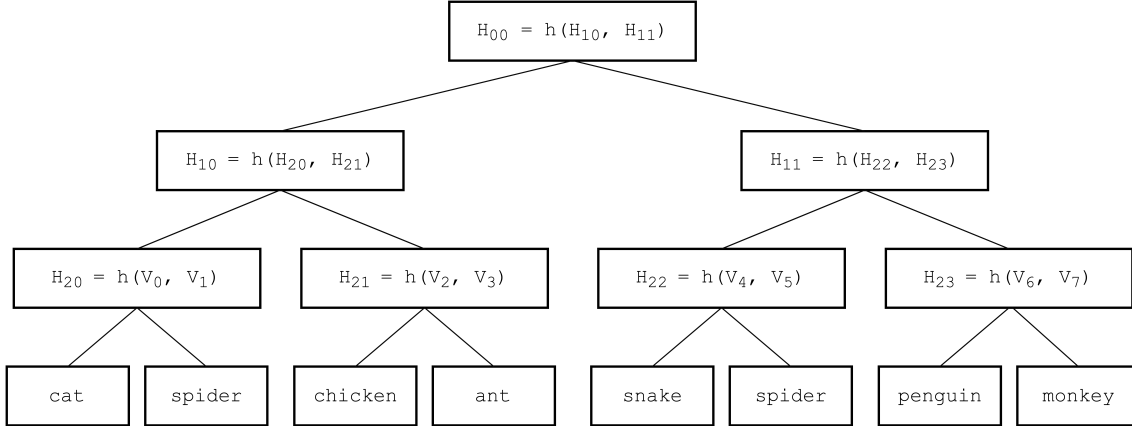 H₀₀ = h(H₁₀, H₁₁)
H₁₀ = h(H₂₀, H₂₁)
H₁₁ = h(H₂₂, H₂₃)
H₂₀ = h(V₀, V₁)
H₂₁ = h(V₂, V₃)
H₂₂ = h(V₄, V₅)
H₂₃ = h(V₆, V₇)
cat
spider
chicken
ant
snake
spider
penguin
monkey